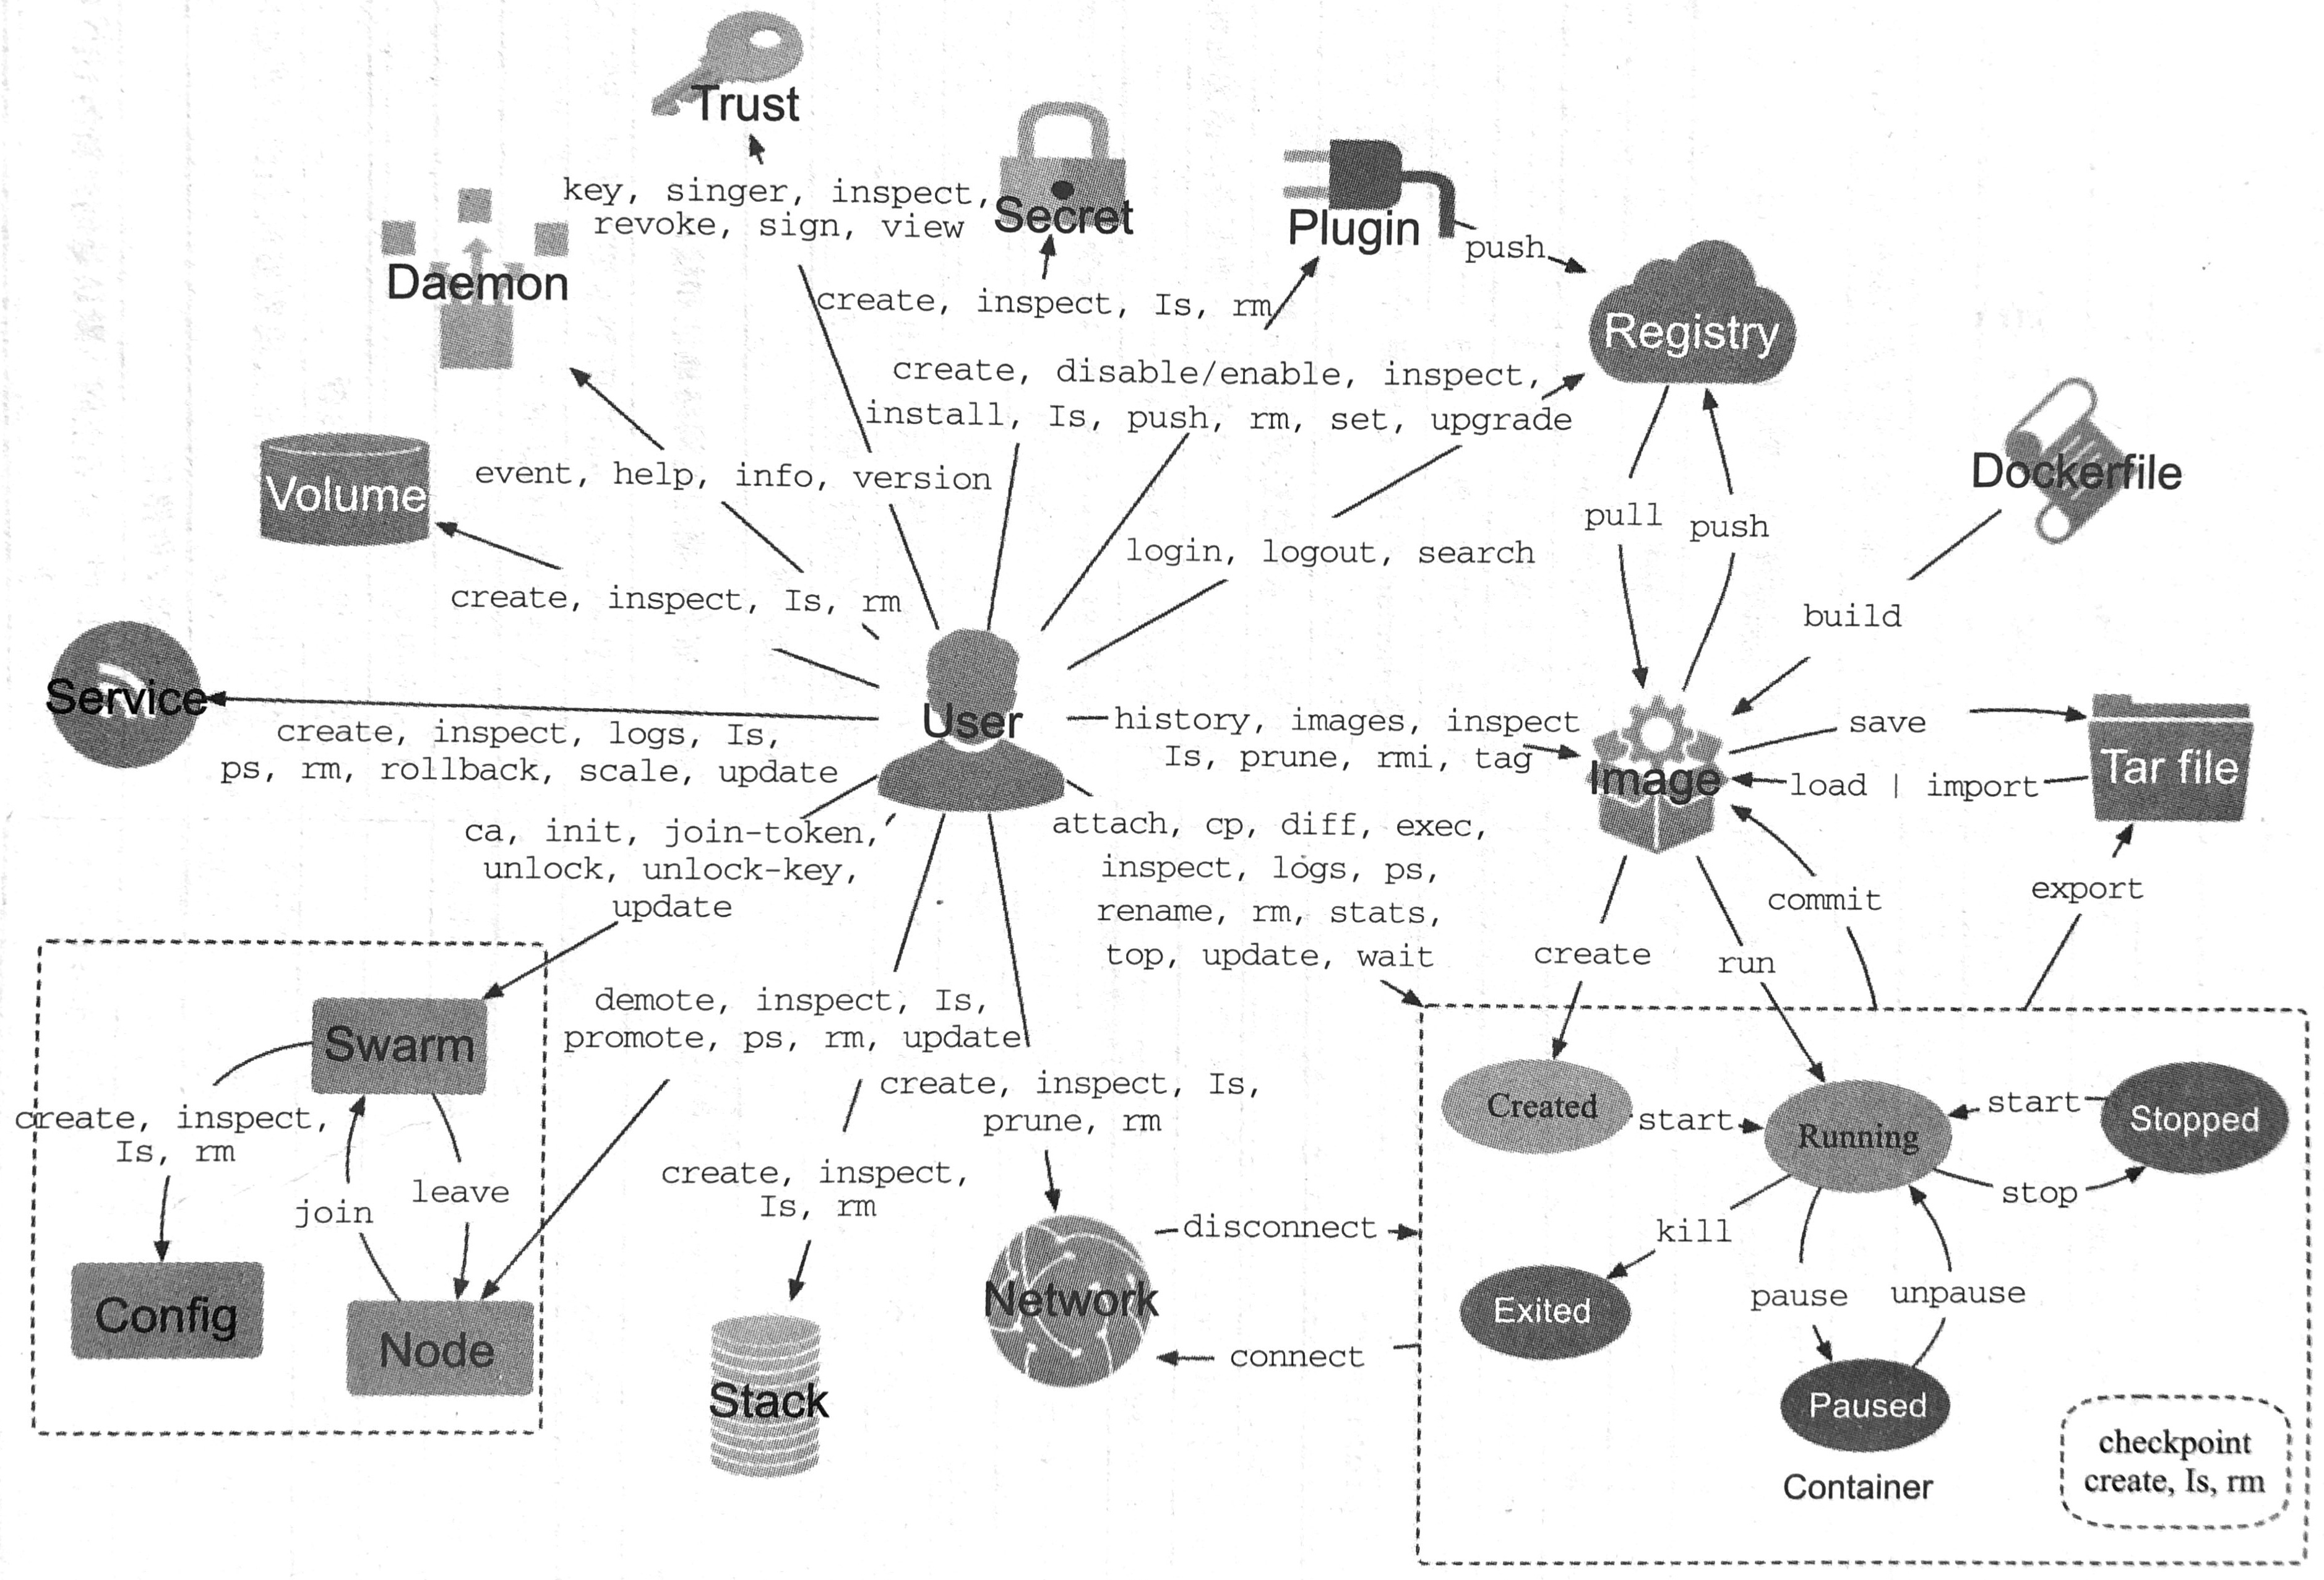 Trust
key, singer, inspect,
revoke, sign, view
Secret
Plugin
push
Daemon
create, inspect, Is, rm
Registry
create, disable/enable, inspect,
install, Is, push, rm, set, upgrade
Dockerfile
event, help, info, version
Volume
pull
push
login, logout, search
create, inspect, Is, rm
build
Service
User
history, images, inspect
Is, prune, rmi, tag
Image
save
Tar file
load | import
create, inspect, logs, Is,
ps, rm, rollback, scale, update
ca, init, join-token,
unlock, unlock-key,
update
attach, cp, diff, exec,
inspect, logs, ps,
rename, rm, stats,
top, update, wait
commit
export
create
run
demote, inspect, Is,
promote, ps, rm, update
Swarm
create, inspect, Is,
prune, rm
create, inspect,
Is, rm
join
leave
create, inspect,
Is, rm
Config
Node
Stack
Network
disconnect
connect
Created
start
Running
start
Stopped
stop
kill
Exited
pause
unpause
Paused
Container
checkpoint
create, Is, rm